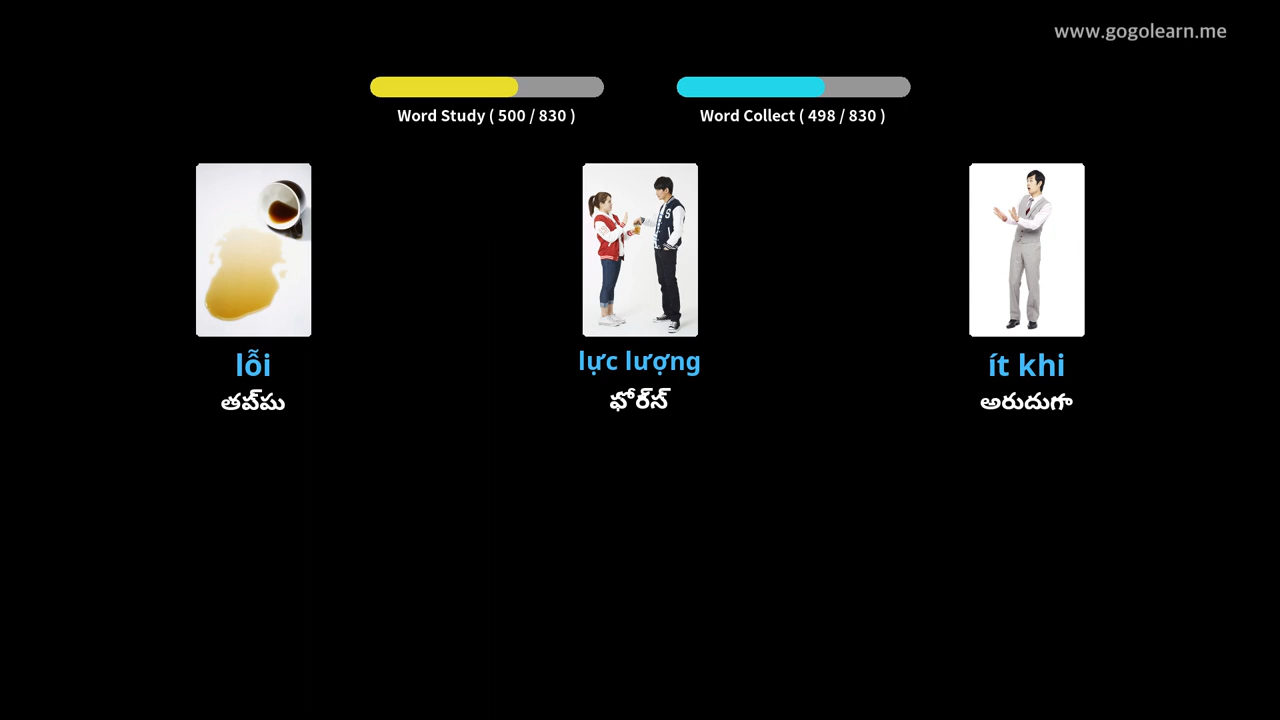 www.gogolearn.me
Word Study ( 500 / 830 )
Word Collect ( 498 / 830 )
lỗi
lực lượng
ít khi
తప్పు
ఫోర్స్
అరుదుగా